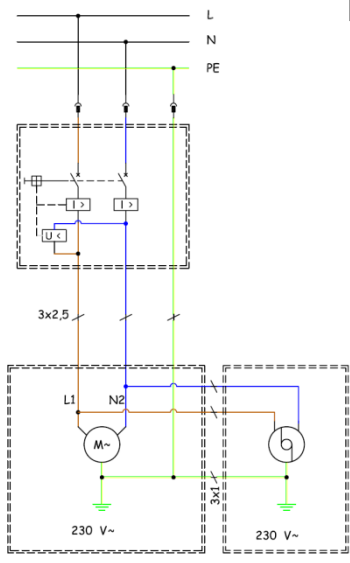 L
N
PE
I >
I >
U <
3x2,5
L1
N2
M~
3x1
230 V~
230 V~